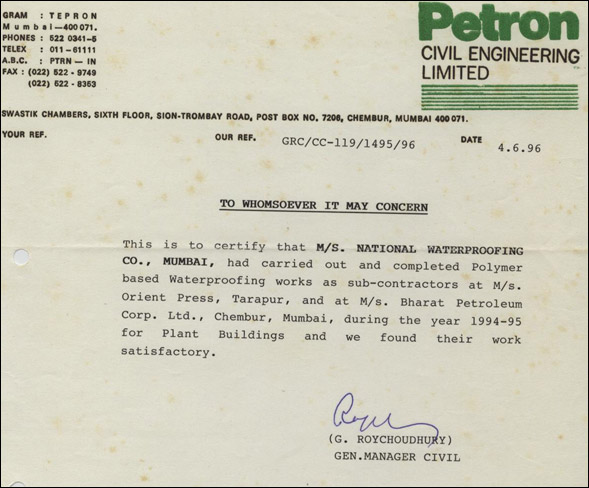 GRAM : TEPRON
Mumbai—400 071.
PHONES : 522 0341-5
TELEX : 011-61111
A.B.C. : PTRN — IN
FAX : (022) 522 - 9749
(022) 522 - 8353
Petron
CIVIL ENGINEERING
LIMITED
SWASTIK CHAMBERS, SIXTH FLOOR, SION-TROMBAY ROAD, POST BOX NO. 7206, CHEMBUR, MUMBAI 400 071.
YOUR REF. OUR REF. GRC/CC-119/1495/96 DATE 4.6.96
TO WHOMSOEVER IT MAY CONCERN
This is to certify that M/S. NATIONAL WATERPROOFING
CO., MUMBAI, had carried out and completed Polymer
based Waterproofing works as sub-contractors at M/s.
Orient Press, Tarapur, and at M/s. Bharat Petroleum
Corp. Ltd., Chembur, Mumbai, during the year 1994-95
for Plant Buildings and we found their work
satisfactory.
(G. ROYCHOUDHURY)
GEN.MANAGER CIVIL